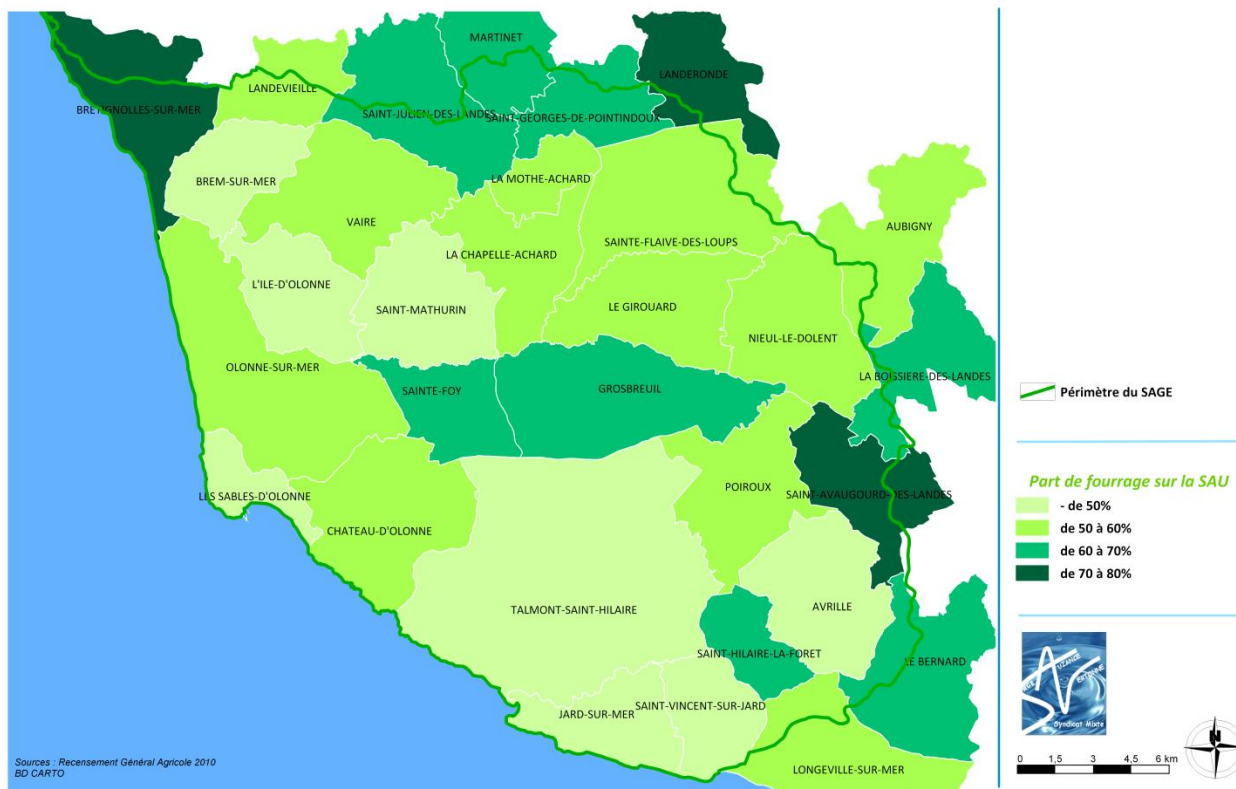 MARTINET
LANDERONDE
LANDEVIEILLE
BRETIGNOLLES-SUR-MER
SAINT-JULIEN-DES-LANDES
SAINT-GEORGES-DE-POINTINDOUX
BREM-SUR-MER
LA MOTHE-ACHARD
VAIRE
AUBIGNY
SAINTE-FLAIVE-DES-LOUPS
LA CHAPELLE-ACHARD
L'ILE-D'OLONNE
SAINT-MATHURIN
LE GIROUARD
NIEUL-LE-DOLENT
OLONNE-SUR-MER
LA BOISSIERE-DES-LANDES
SAINTE-FOY
GROSBREUIL
POIROUX
SAINT-AVAUGOURD-DES-LANDES
LES SABLES-D'OLONNE
CHATEAU-D'OLONNE
TALMONT-SAINT-HILAIRE
AVRILLE
SAINT-HILAIRE-LA-FORET
LE BERNARD
SAINT-VINCENT-SUR-JARD
JARD-SUR-MER
LONGEVILLE-SUR-MER
Sources : Recensement Général Agricole 2010
BD CARTO
Périmètre du SAGE
Part de fourrage sur la SAU
- de 50%
de 50 à 60%
de 60 à 70%
de 70 à 80%
Syndicat Mixte
N
0 1,5 3 4,5 6 km